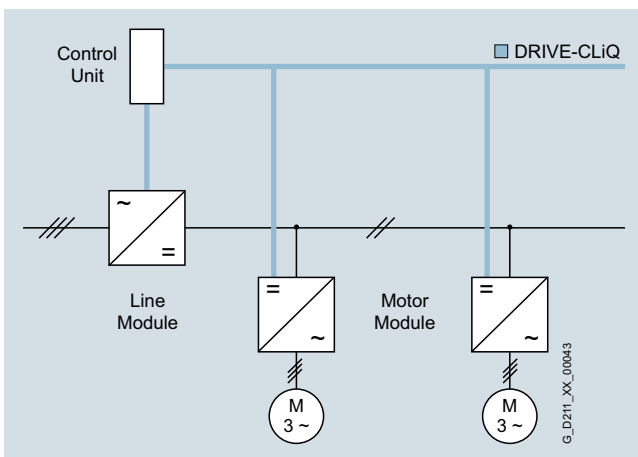 Control
Unit
DRIVE-CLiQ
~
=
Line
Module
=
~
Motor
Module
=
~
M
3 ~
M
3 ~
G_D211_XX_00043